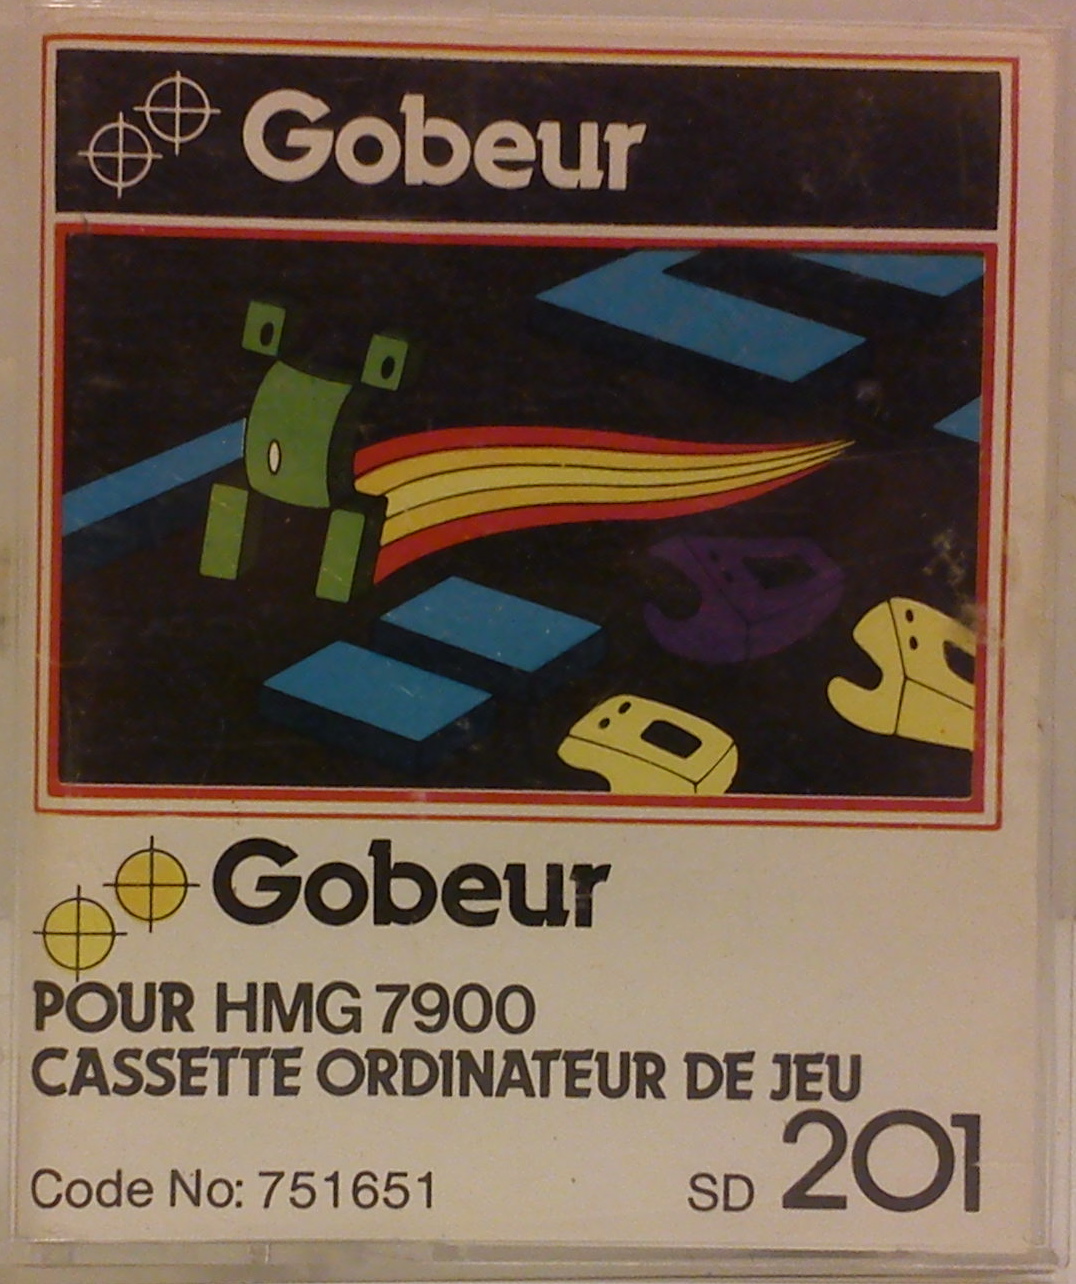 Gobeur
Gobeur
POUR HMG 7900
CASSETTE ORDINATEUR DE JEU
Code No: 751651 SD 201